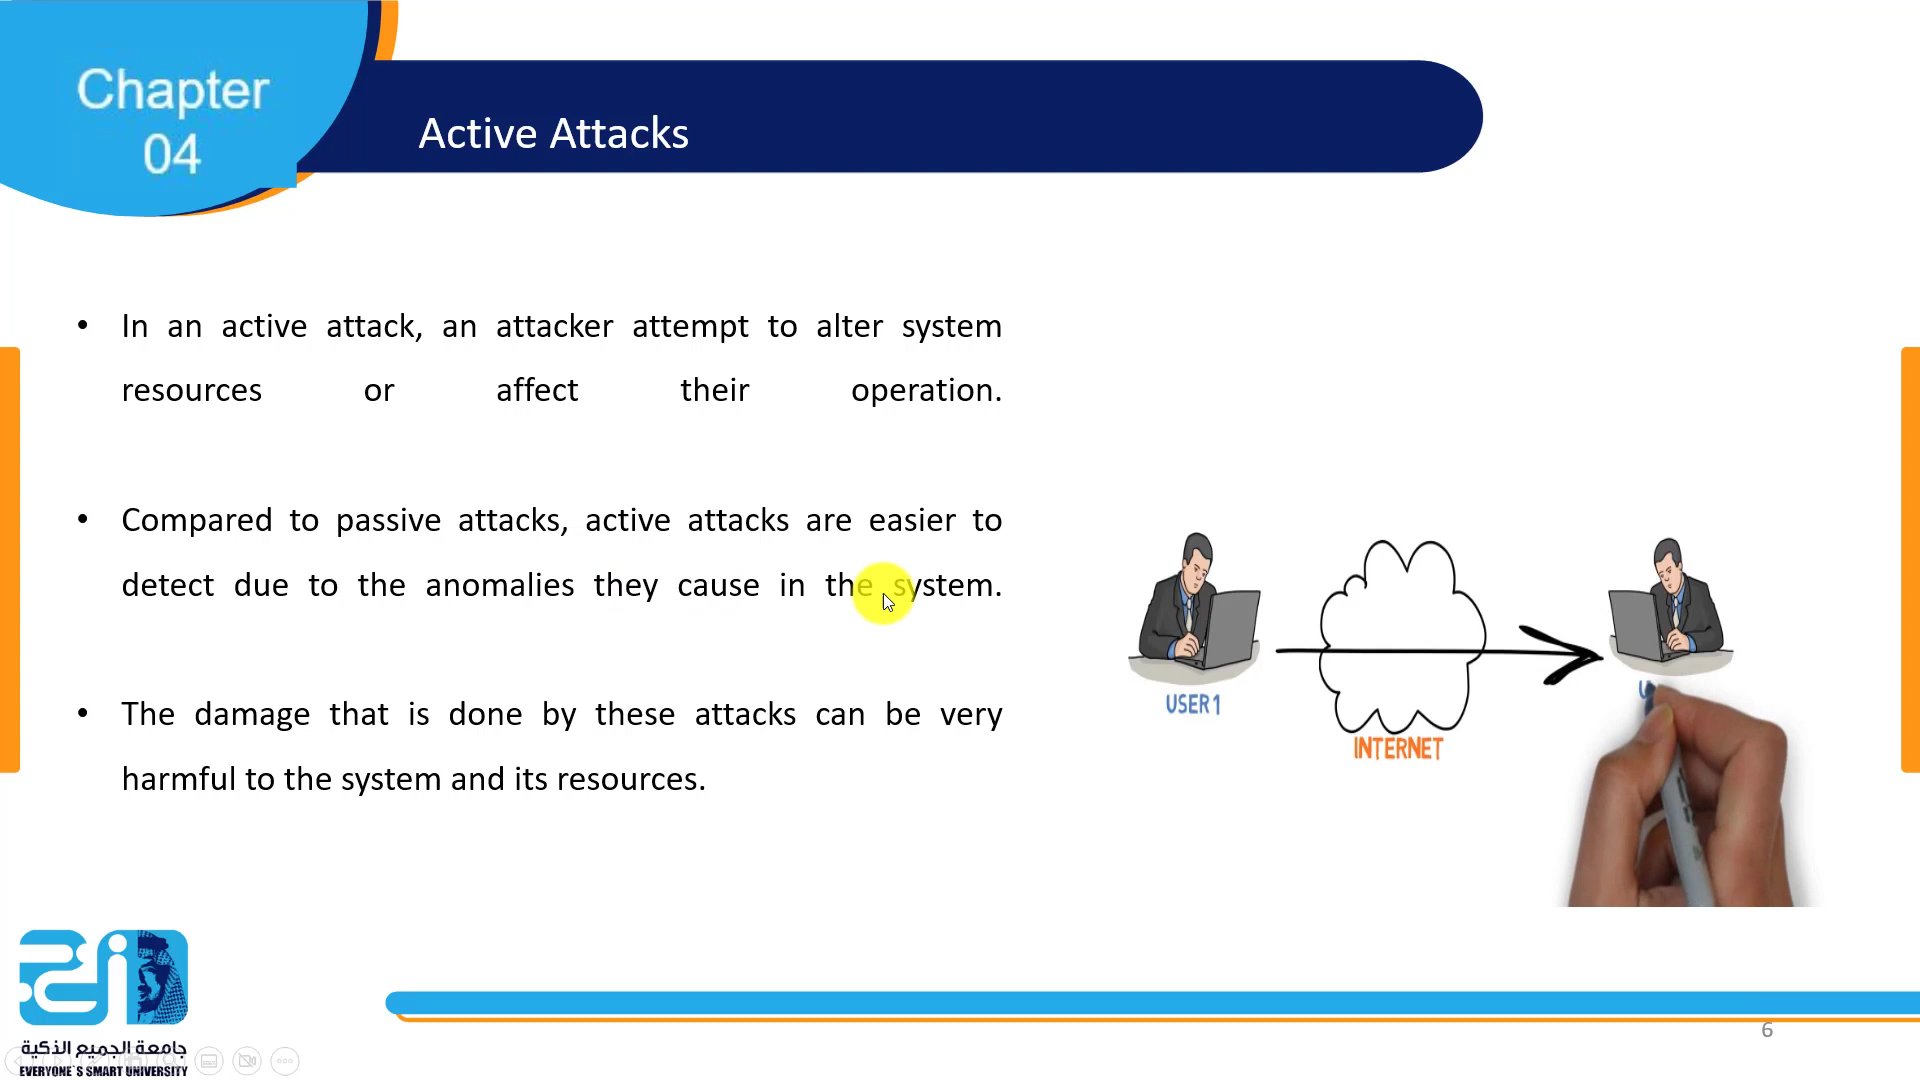 Chapter
04
Active Attacks
• In an active attack, an attacker attempt to alter system
resources or affect their operation.
• Compared to passive attacks, active attacks are easier to
detect due to the anomalies they cause in the system.
• The damage that is done by these attacks can be very
harmful to the system and its resources.
USER1
INTERNET
جامعة الجميع الذكية
EVERYONE`S SMART UNIVERSITY
6